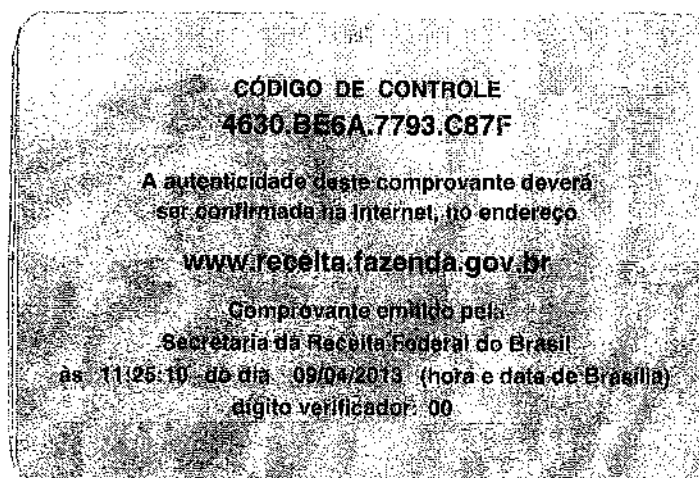 CÓDIGO DE CONTROLE
4630.BE6A.7793.C87F
A autenticidade deste comprovante deverá
ser confirmada na Internet, no endereço
www.receita.fazenda.gov.br
Comprovante emitido pela
Secretaria da Receita Federal do Brasil
às 11:25:10 do dia 09/04/2013 (hora e data de Brasília)
dígito verificador: 00